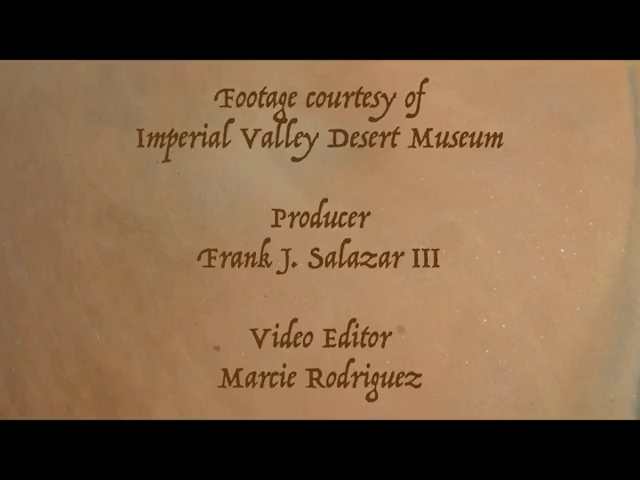 Footage courtesy of
Imperial Valley Desert Museum
Producer
Frank J. Salazar III
Video Editor
Marcie Rodriguez